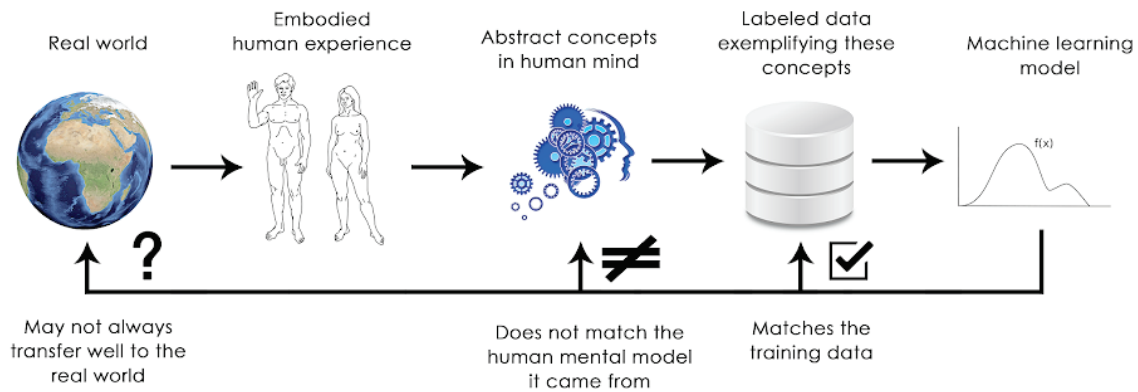 Real world
Embodied
human experience
Abstract concepts
in human mind
Labeled data
exemplifying these
concepts
Machine learning
model
f(x)
?
≠
May not always
transfer well to the
real world
Does not match the
human mental model
it came from
Matches the
training data